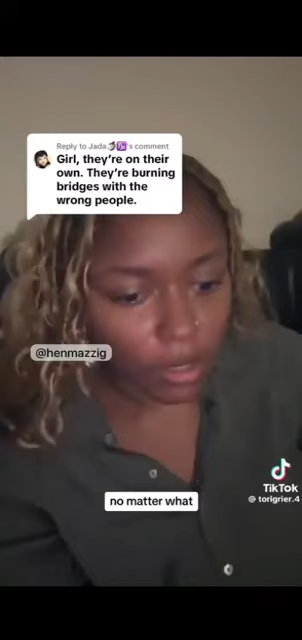 Reply to Jada🎓♑'s comment
Girl, they're on their
own. They're burning
bridges with the
wrong people.
@henmazzig
no matter what
TikTok
@ torigrier.4